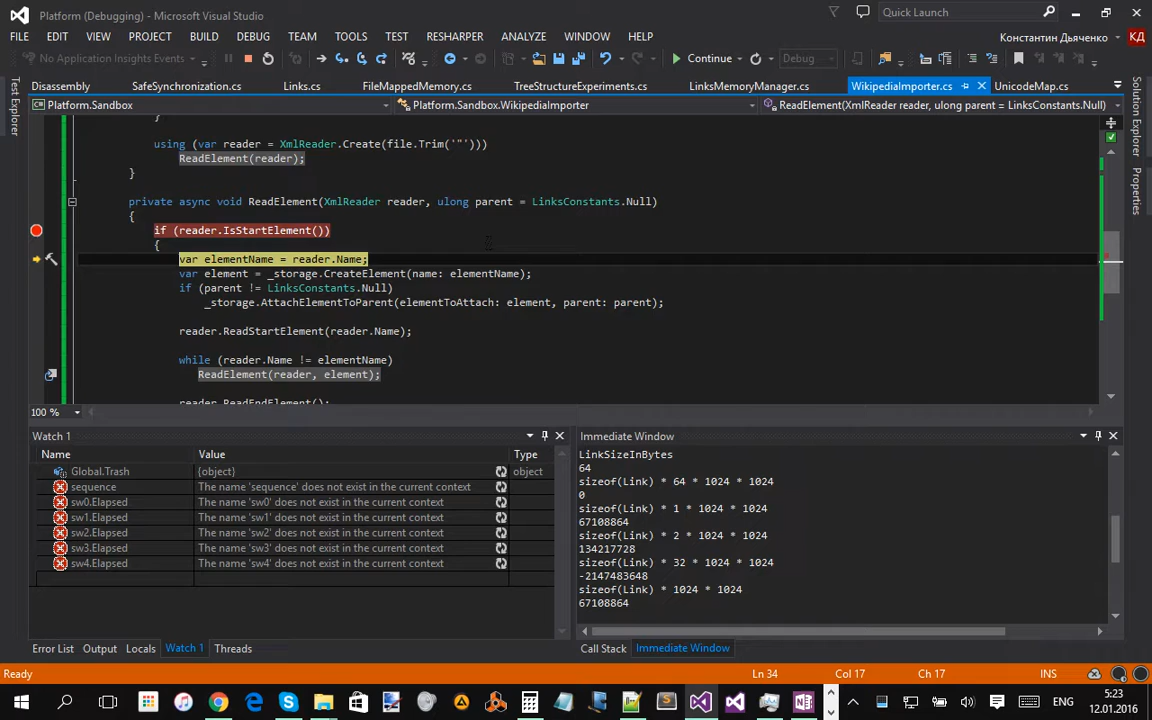 Platform (Debugging) - Microsoft Visual Studio
Quick Launch
FILE EDIT VIEW PROJECT BUILD DEBUG TEAM TOOLS TEST RESHARPER ANALYZE WINDOW HELP
Константин Дьяченко КД
No Application Insights Events Continue Debug
Disassembly SafeSynchronization.cs Links.cs FileMappedMemory.cs TreeStructureExperiments.cs LinksMemoryManager.cs WikipediaImporter.cs UnicodeMap.cs
Test Explorer
Solution Explorer
Properties
Platform.Sandbox Platform.Sandbox.WikipediaImporter ReadElement(XmlReader reader, ulong parent = LinksConstants.Null)
}
using (var reader = XmlReader.Create(file.Trim('"')))
ReadElement(reader);
}
private async void ReadElement(XmlReader reader, ulong parent = LinksConstants.Null)
{
if (reader.IsStartElement())
{
var elementName = reader.Name;
var element = _storage.CreateElement(name: elementName);
if (parent != LinksConstants.Null)
_storage.AttachElementToParent(elementToAttach: element, parent: parent);
reader.ReadStartElement(reader.Name);
while (reader.Name != elementName)
ReadElement(reader, element);
reader.ReadEndElement();
100 %
Watch 1
Name Value Type
Global.Trash {object} object
sequence The name 'sequence' does not exist in the current context
sw0.Elapsed The name 'sw0' does not exist in the current context
sw1.Elapsed The name 'sw1' does not exist in the current context
sw2.Elapsed The name 'sw2' does not exist in the current context
sw3.Elapsed The name 'sw3' does not exist in the current context
sw4.Elapsed The name 'sw4' does not exist in the current context
Immediate Window
LinkSizeInBytes
64
sizeof(Link) * 64 * 1024 * 1024
0
sizeof(Link) * 1 * 1024 * 1024
67108864
sizeof(Link) * 2 * 1024 * 1024
134217728
sizeof(Link) * 32 * 1024 * 1024
-2147483648
sizeof(Link) * 1024 * 1024
67108864
Error List Output Locals Watch 1 Threads
Call Stack Immediate Window
Ready Ln 34 Col 17 Ch 17 INS
ENG 5:23
12.01.2016